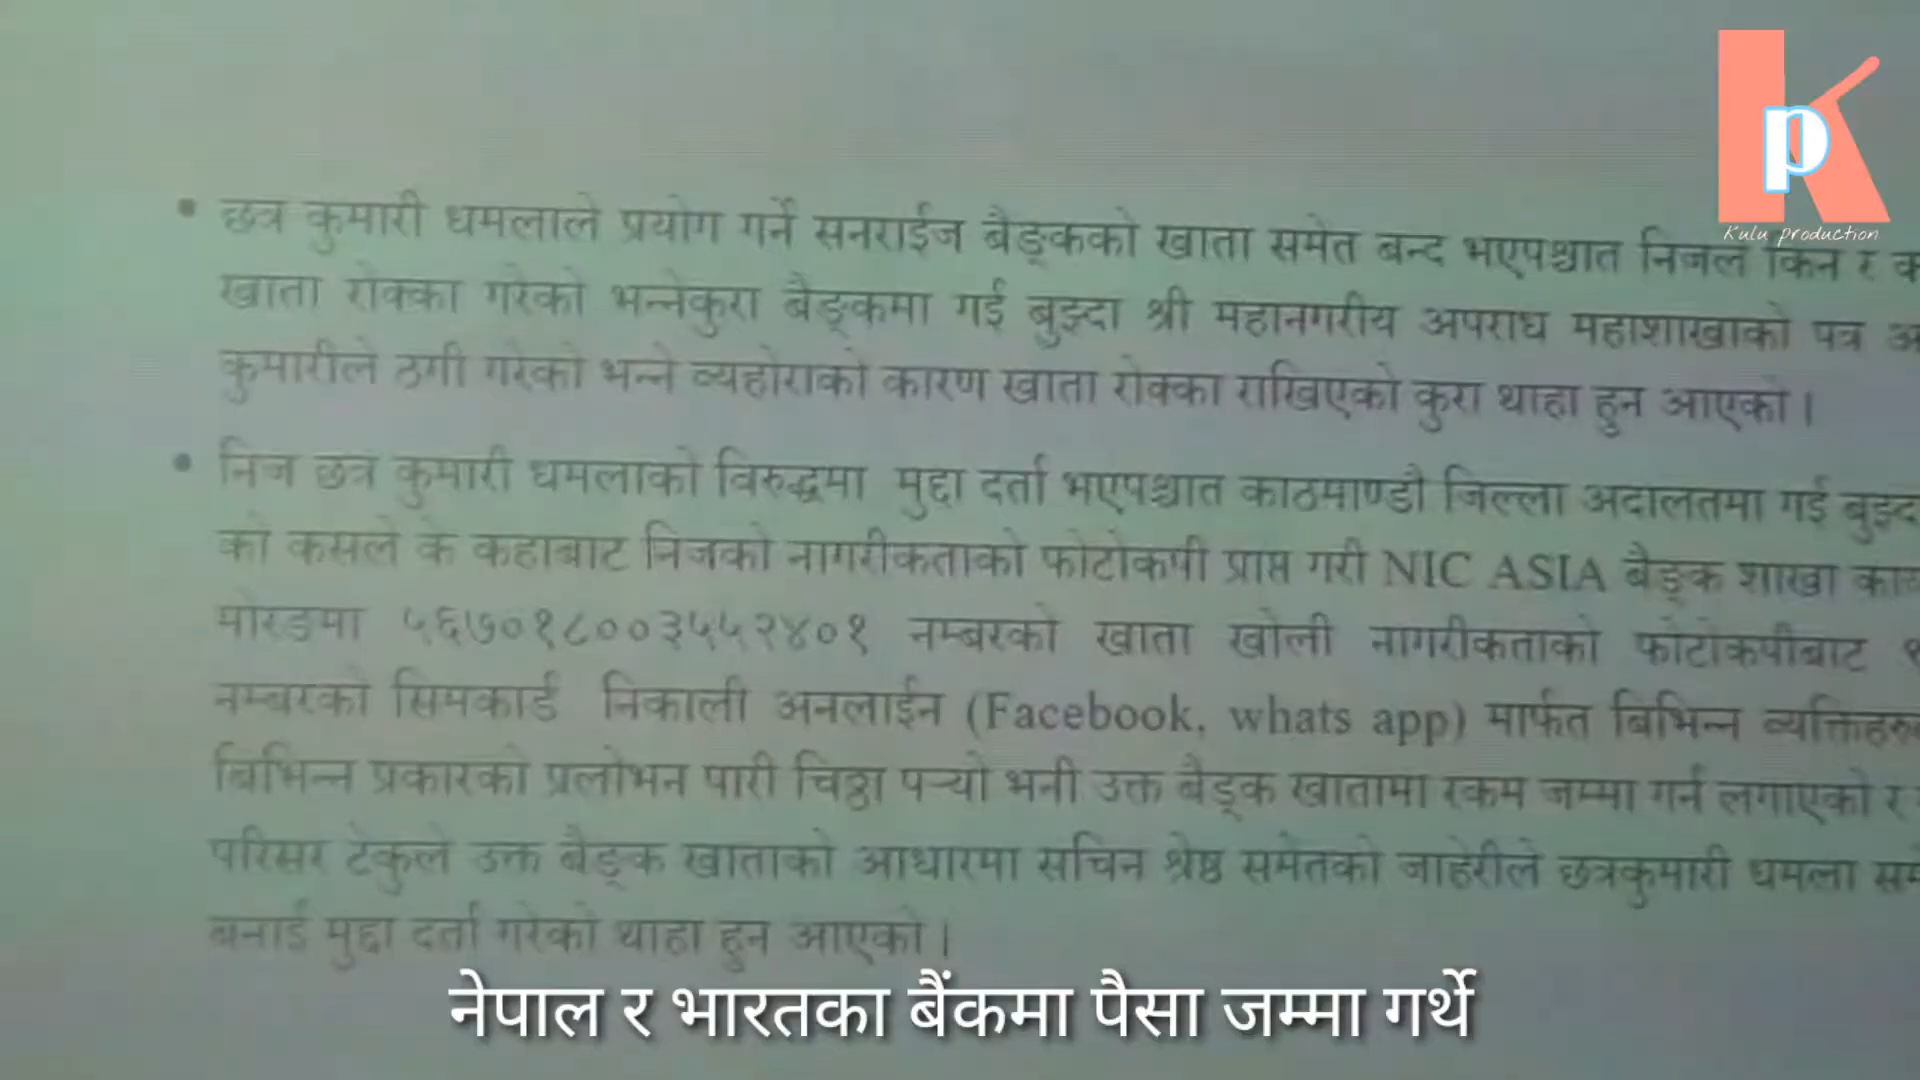 Kulu production
• छत्र कुमारी धमलाले प्रयोग गर्ने सनराईज बैङ्कको खाता समेत बन्द भएपश्चात निजले किन र
खाता रोक्का गरेको भन्नेकुरा बैङ्कमा गई बुझ्दा श्री महानगरीय अपराध महाशाखाको पत्र
कुमारीले ठगी गरेको भन्ने व्यहोराको कारण खाता रोक्का राखिएको कुरा थाहा हुन आएको।
• निज छत्र कुमारी धमलाको विरुद्धमा मुद्दा दर्ता भएपश्चात काठमाण्डौ जिल्ला अदालतमा गई
को कसले के कहाबाट निजको नागरीकताको फोटोकपी प्राप्त गरी NIC ASIA बैङ्क शाखा
मोरङमा ५६७०१८००३५५२४०१ नम्बरको खाता खोली नागरीकताको फोटोकपीबाट
नम्बरको सिमकार्ड निकाली अनलाईन (Facebook, whats app) मार्फत बिभिन्न
बिभिन्न प्रकारको प्रलोभन पारी चिठ्ठा पर्‍यो भनी उक्त बैङ्क खातामा रकम जम्मा गर्न लगाएको र
परिसर टेकुले उक्त बैङ्क खाताको आधारमा सचिन श्रेष्ठ समेतको जाहेरीले छत्रकुमारी धमला
बनाई मुद्दा दर्ता गरेको थाहा हुन आएको।
नेपाल र भारतका बैंकमा पैसा जम्मा गर्थे